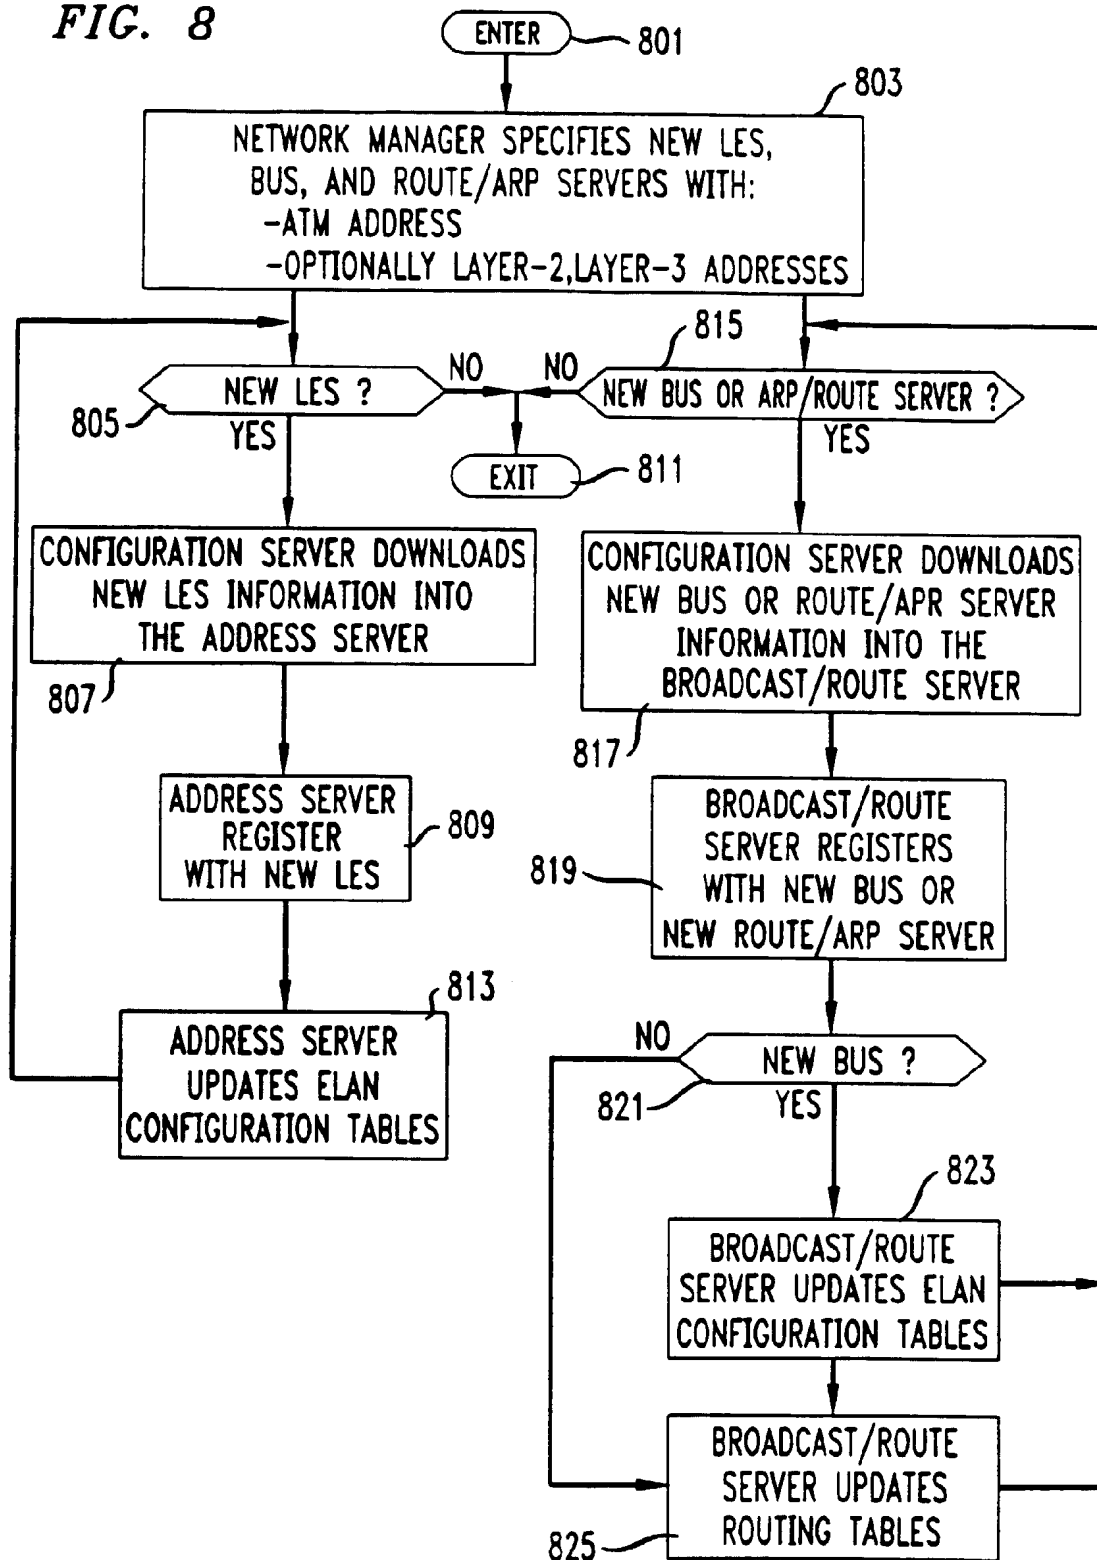 FIG. 8
ENTER
801
803
NETWORK MANAGER SPECIFIES NEW LES,
BUS, AND ROUTE/ARP SERVERS WITH:
-ATM ADDRESS
-OPTIONALLY LAYER-2,LAYER-3 ADDRESSES
815
NO
NO
NEW LES ?
NEW BUS OR ARP/ROUTE SERVER ?
805
YES
YES
EXIT
811
CONFIGURATION SERVER DOWNLOADS
NEW LES INFORMATION INTO
THE ADDRESS SERVER
807
CONFIGURATION SERVER DOWNLOADS
NEW BUS OR ROUTE/APR SERVER
INFORMATION INTO THE
BROADCAST/ROUTE SERVER
817
ADDRESS SERVER
REGISTER
WITH NEW LES
809
BROADCAST/ROUTE
SERVER REGISTERS
WITH NEW BUS OR
NEW ROUTE/ARP SERVER
819
813
ADDRESS SERVER
UPDATES ELAN
CONFIGURATION TABLES
NO
NEW BUS ?
821
YES
823
BROADCAST/ROUTE
SERVER UPDATES ELAN
CONFIGURATION TABLES
BROADCAST/ROUTE
SERVER UPDATES
ROUTING TABLES
825